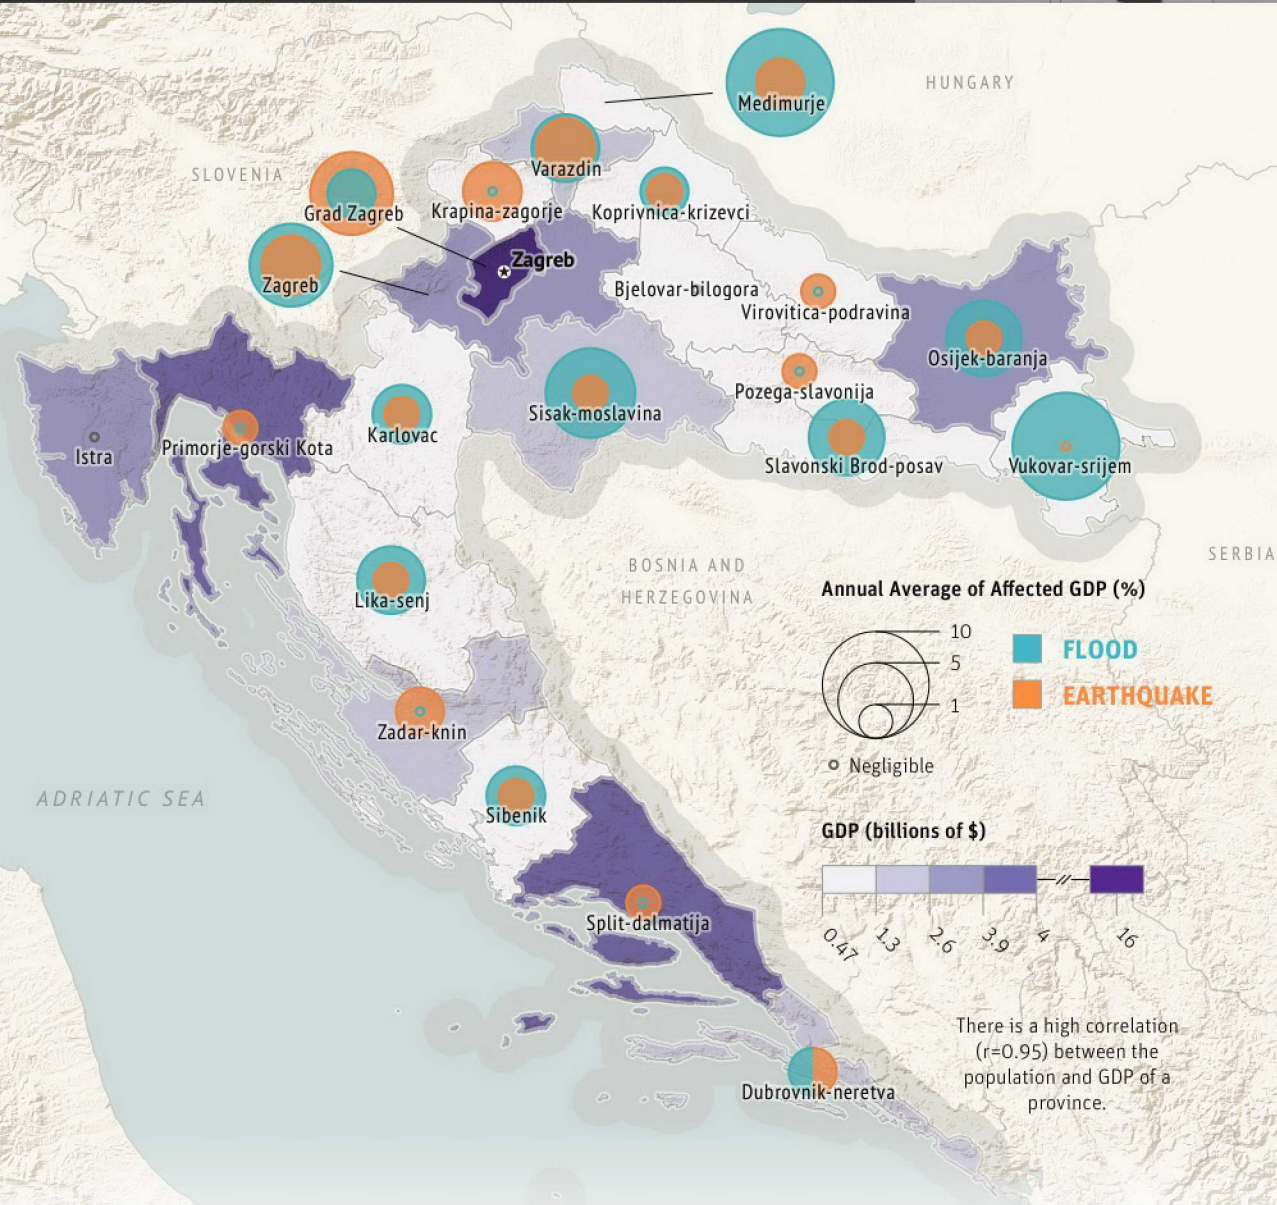 HUNGARY
Medimurje
SLOVENIA
Varazdin
Grad Zagreb
Krapina-zagorje
Koprivnica-krizevci
Zagreb
Zagreb
Bjelovar-bilogora
Virovitica-podravina
Osijek-baranja
Pozega-slavonija
Sisak-moslavina
Karlovac
Primorje-gorski Kota
Istra
Slavonski Brod-posav
Vukovar-srijem
SERBIA
BOSNIA AND
HERZEGOVINA
Lika-senj
Zadar-knin
Sibenik
ADRIATIC SEA
Split-dalmatija
Dubrovnik-neretva
Annual Average of Affected GDP (%)
10
5
1
Negligible
FLOOD
EARTHQUAKE
GDP (billions of $)
0.47
1.3
2.6
3.9
4
16
There is a high correlation
(r=0.95) between the
population and GDP of a
province.